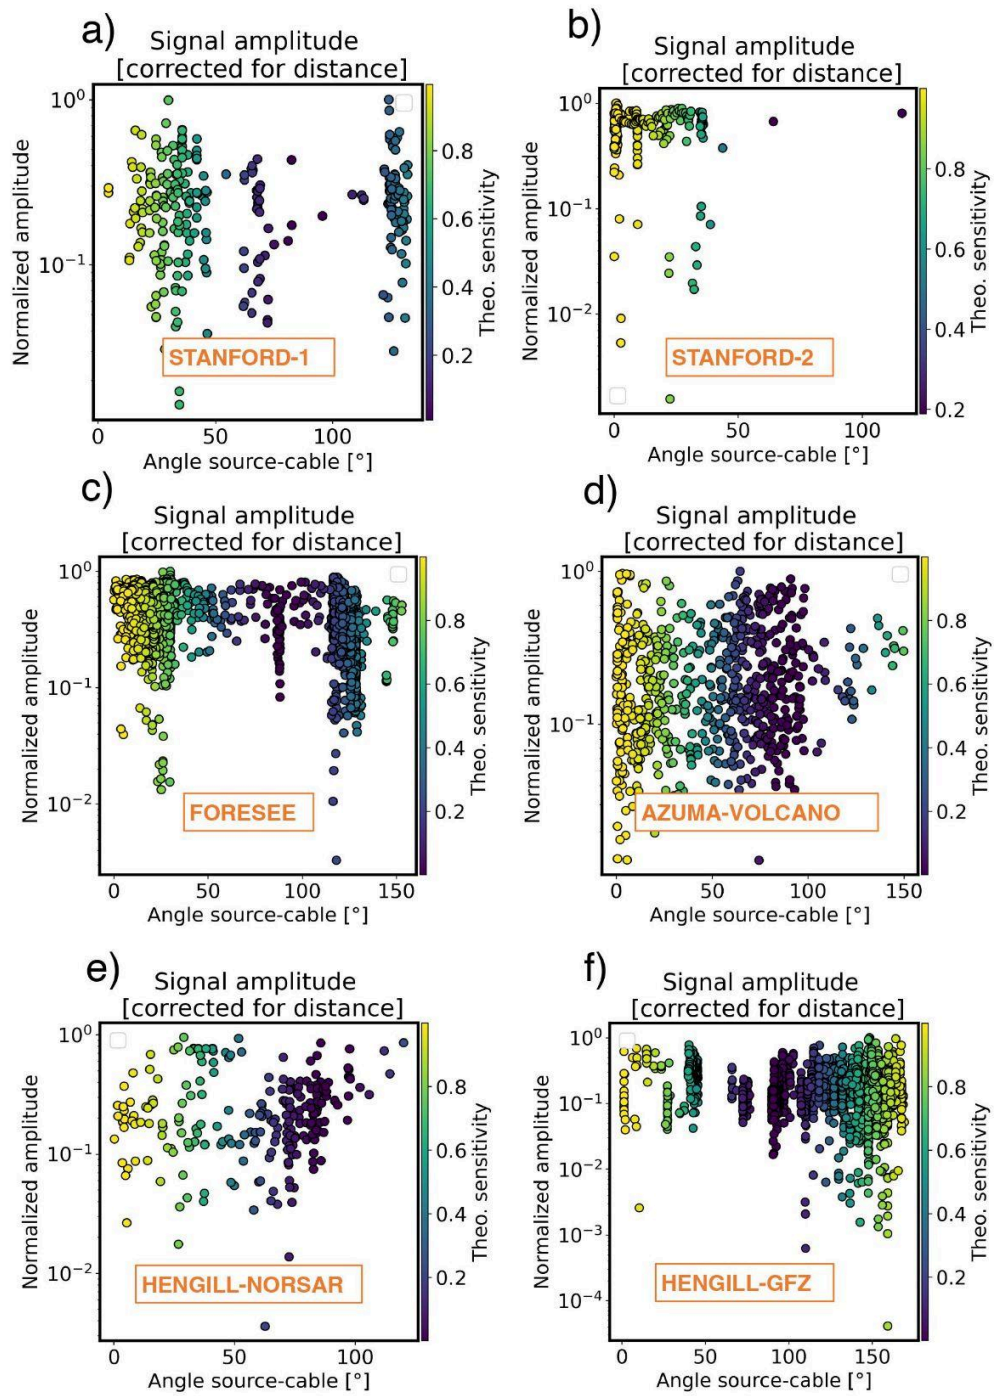 a)
Signal amplitude
[corrected for distance]
Normalized amplitude
10⁰
10⁻¹
0
50
100
Angle source-cable [°]
STANFORD-1
0.8
0.6
0.4
0.2
Theo. sensitivity
b)
Signal amplitude
[corrected for distance]
Normalized amplitude
10⁰
10⁻¹
10⁻²
0
50
100
Angle source-cable [°]
STANFORD-2
0.8
0.6
0.4
0.2
Theo. sensitivity
c)
Signal amplitude
[corrected for distance]
Normalized amplitude
10⁰
10⁻¹
10⁻²
0
50
100
150
Angle source-cable [°]
FORESEE
0.8
0.6
0.4
0.2
Theo. sensitivity
d)
Signal amplitude
[corrected for distance]
Normalized amplitude
10⁰
10⁻¹
0
50
100
150
Angle source-cable [°]
AZUMA-VOLCANO
0.8
0.6
0.4
0.2
Theo. sensitivity
e)
Signal amplitude
[corrected for distance]
Normalized amplitude
10⁰
10⁻¹
10⁻²
0
50
100
Angle source-cable [°]
HENGILL-NORSAR
0.8
0.6
0.4
0.2
Theo. sensitivity
f)
Signal amplitude
[corrected for distance]
Normalized amplitude
10⁰
10⁻¹
10⁻²
10⁻³
10⁻⁴
0
50
100
150
Angle source-cable [°]
HENGILL-GFZ
0.8
0.6
0.4
0.2
Theo. sensitivity